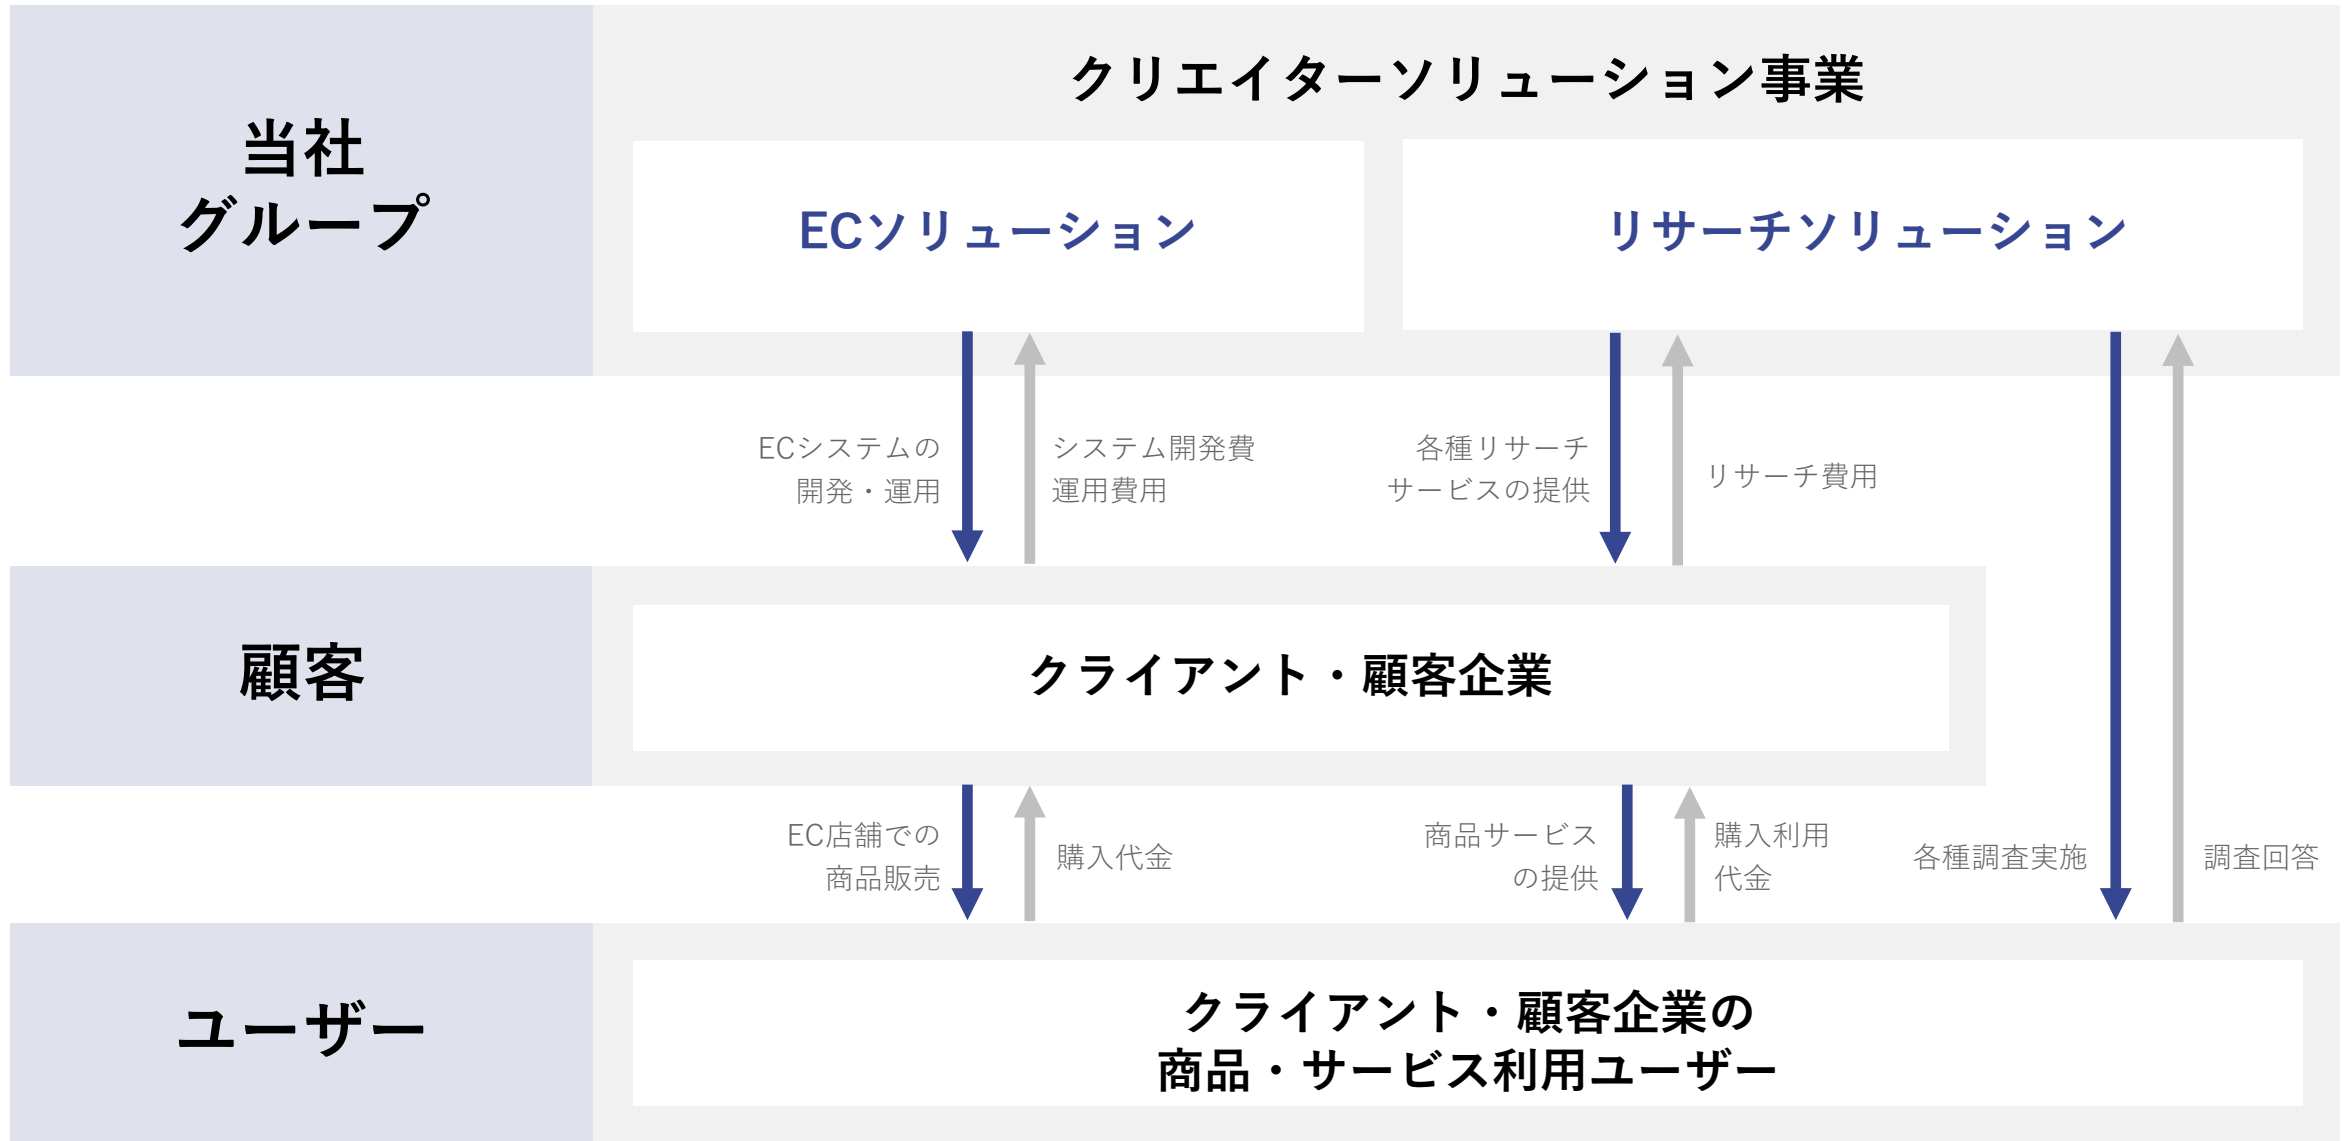 当社
グループ
クリエイターソリューション事業
ECソリューション
リサーチソリューション
ECシステムの
開発・運用
システム開発費
運用費用
各種リサーチ
サービスの提供
リサーチ費用
顧客
クライアント・顧客企業
EC店舗での
商品販売
購入代金
商品サービス
の提供
購入利用
代金
各種調査実施
調査回答
ユーザー
クライアント・顧客企業の
商品・サービス利用ユーザー